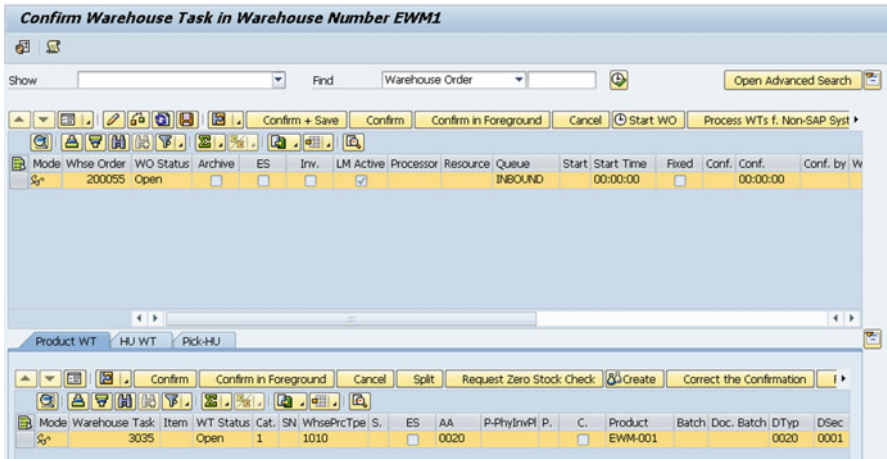 Confirm Warehouse Task in Warehouse Number EWM1
Show Find Warehouse Order Open Advanced Search
Confirm + Save Confirm Confirm in Foreground Cancel Start WO Process WTs f. Non-SAP Syst
Mode Whse Order WO Status Archive ES Inv. LM Active Processor Resource Queue Start Start Time Fixed Conf. Conf. Conf. by W
200055 Open INBOUND 00:00:00 00:00:00
Product WT HU WT Pick-HU
Confirm Confirm in Foreground Cancel Split Request Zero Stock Check Create Correct the Confirmation
Mode Warehouse Task Item WT Status Cat. SN WhsePrcTpe S. ES AA P-PhyInvPl P. C. Product Batch Doc. Batch DTyp DSec
3035 Open 1 1010 0020 EWM-001 0020 0001